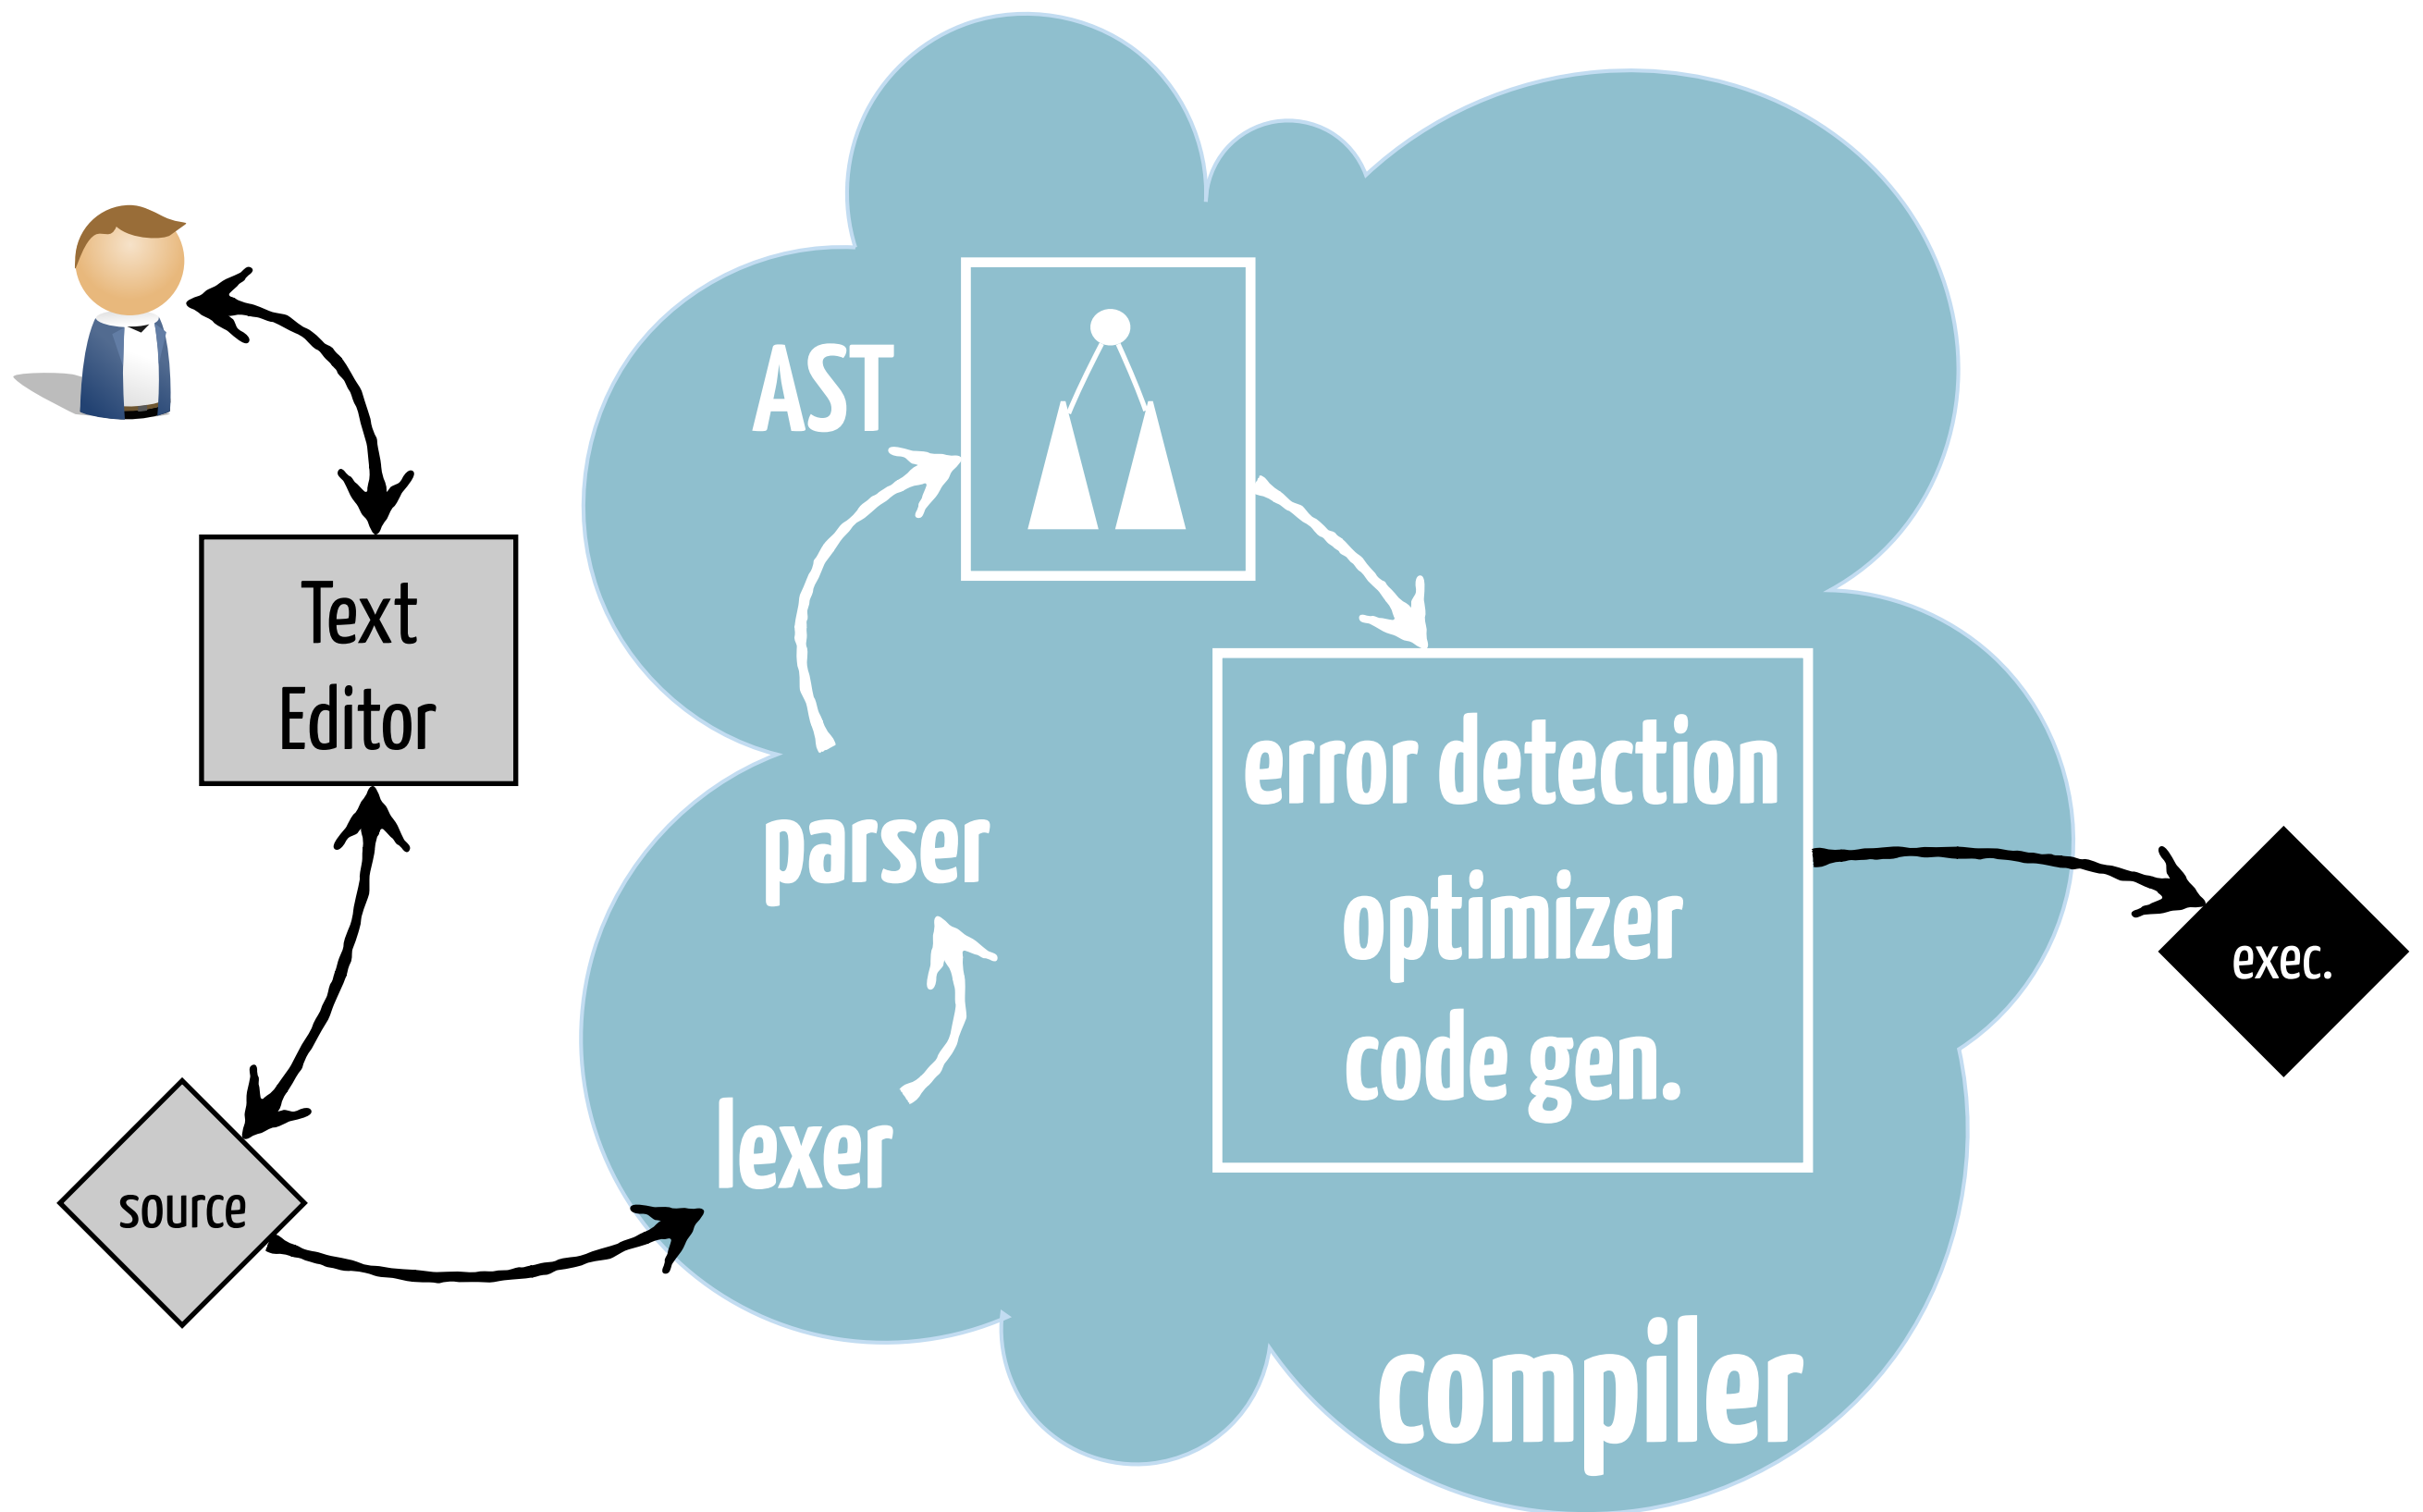 AST
Text
Editor
error detection
parser
optimizer
exec.
code gen.
lexer
source
compiler